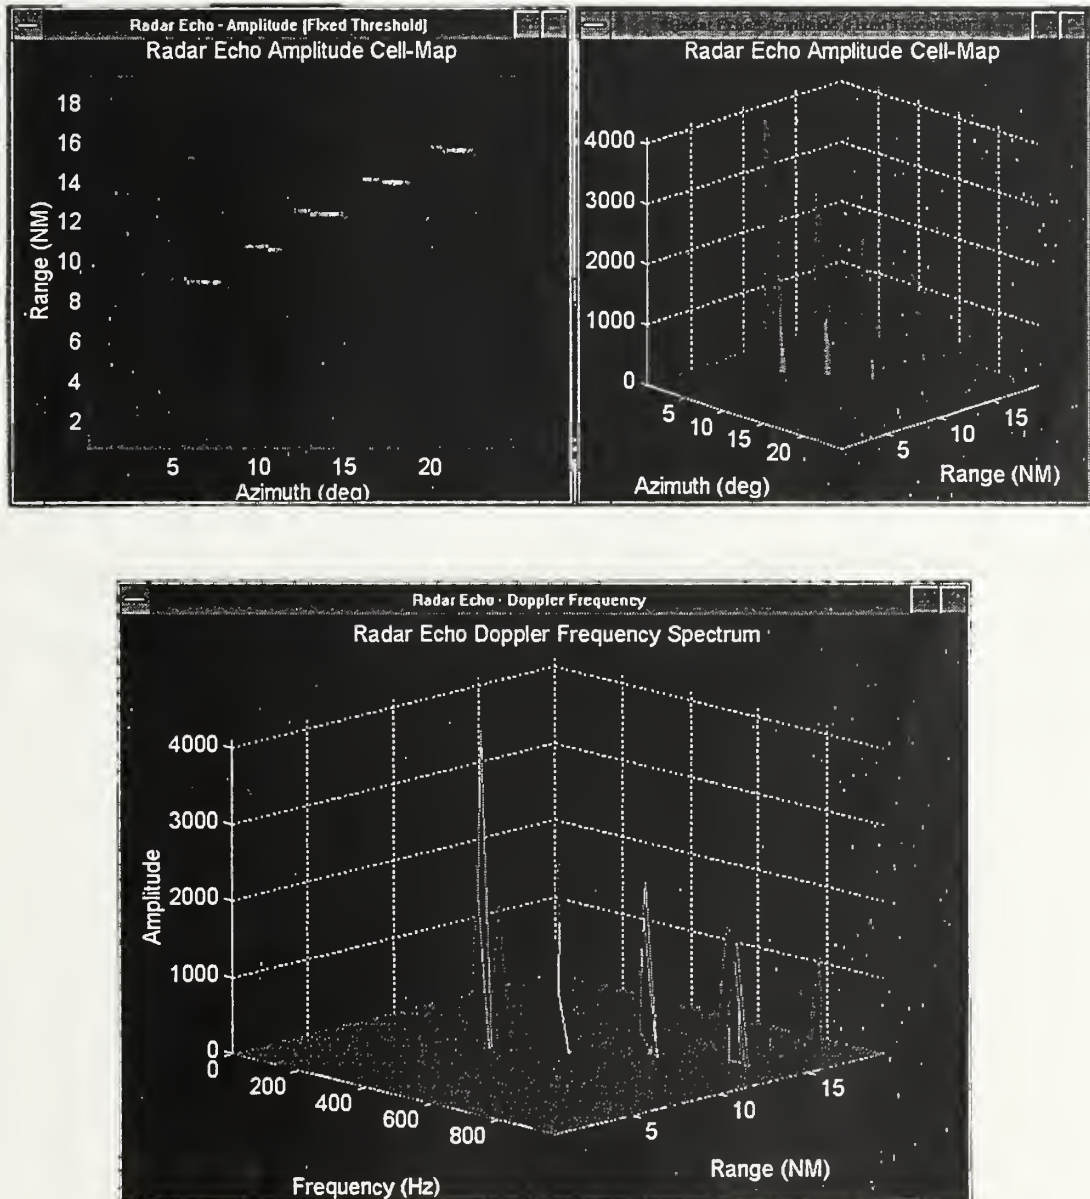 Radar Echo - Amplitude (Fixed Threshold)
Radar Echo Amplitude Cell-Map
18
16
14
12
10
8
6
4
2
Range (NM)
5 10 15 20
Azimuth (deg)
Radar Echo Amplitude Cell-Map
4000
3000
2000
1000
0
5 10 15 20
5 10 15
Azimuth (deg)
Range (NM)
Radar Echo - Doppler Frequency
Radar Echo Doppler Frequency Spectrum
4000
3000
2000
1000
0
Amplitude
0 200 400 600 800
5 10 15
Frequency (Hz)
Range (NM)